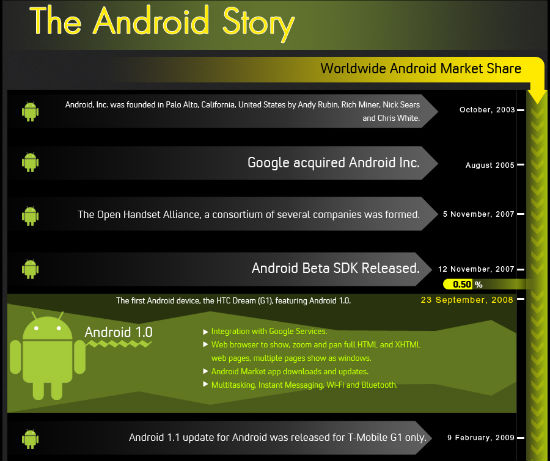 The Android Story
Worldwide Android Market Share
Android, Inc. was founded in Palo Alto, California, United States by Andy Rubin, Rich Miner, Nick Sears
and Chris White.
October, 2003
Google acquired Android Inc.
August 2005
The Open Handset Alliance, a consortium of several companies was formed.
5 November, 2007
Android Beta SDK Released.
12 November, 2007
0.50 %
The first Android device, the HTC Dream (G1), featuring Android 1.0.
23 September, 2008
Android 1.0
Integration with Google Services.
Web browser to show, zoom and pan full HTML and XHTML
web pages, multiple pages show as windows.
Android Market app downloads and updates.
Multitasking, Instant Messaging, Wi-Fi and Bluetooth.
Android 1.1 update for Android was released for T-Mobile G1 only.
9 February, 2009